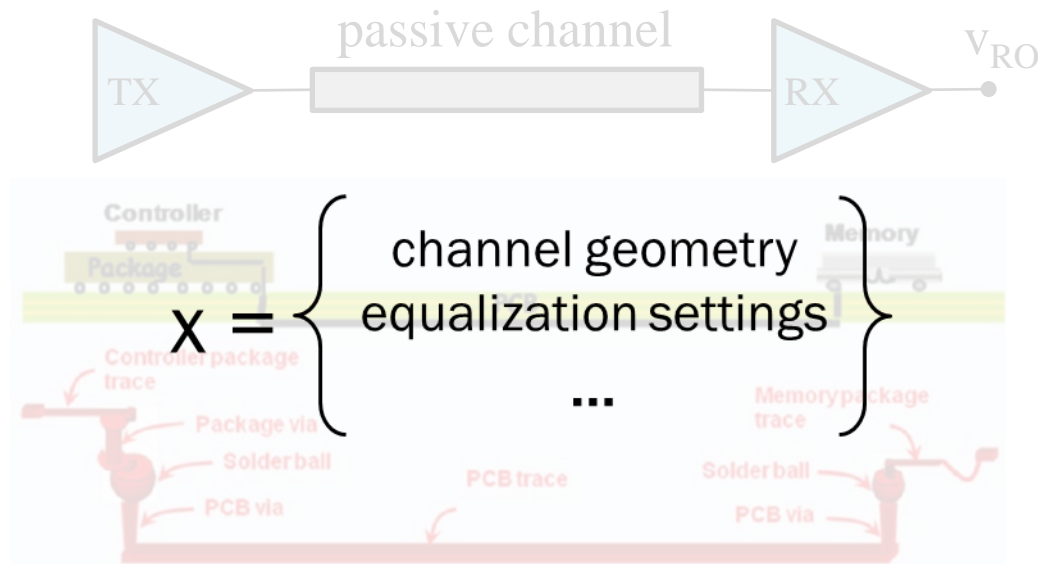 passive channel
TX
RX
v_RO
Controller
Package
Memory
PCB
x = { channel geometry
equalization settings
... }
Controller package
trace
Package via
Solder ball
PCB via
PCB trace
Memory package
trace
Solder ball
PCB via